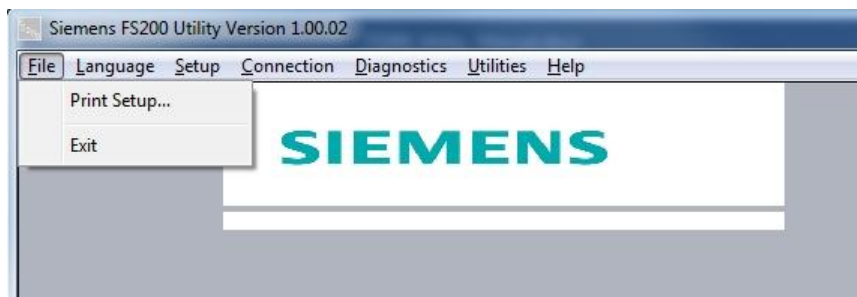 Siemens FS200 Utility Version 1.00.02
File Language Setup Connection Diagnostics Utilities Help
Print Setup...
Exit
SIEMENS